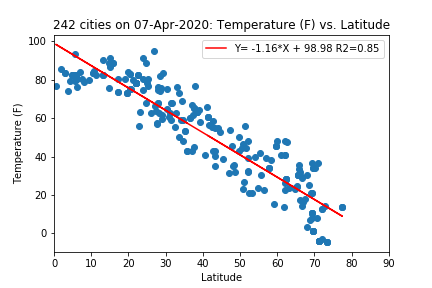 242 cities on 07-Apr-2020: Temperature (F) vs. Latitude
Y= -1.16*X + 98.98 R2=0.85
Temperature (F)
100
80
60
40
20
0
0 10 20 30 40 50 60 70 80 90
Latitude